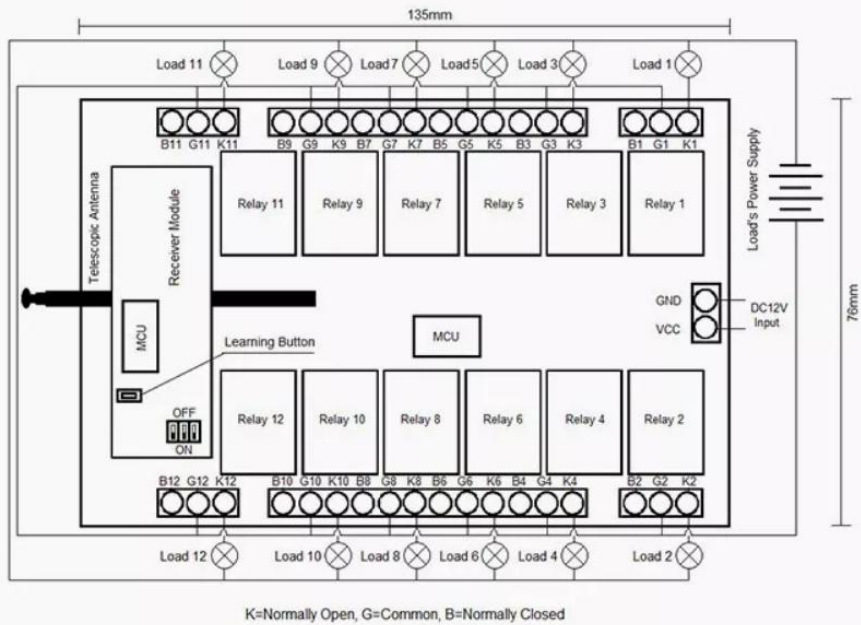 135mm
Load 11 Load 9 Load 7 Load 5 Load 3 Load 1
B11 G11 K11 B9 G9 K9 B7 G7 K7 B5 G5 K5 B3 G3 K3 B1 G1 K1
Telescopic Antenna
Receiver Module
Relay 11 Relay 9 Relay 7 Relay 5 Relay 3 Relay 1
Load's Power Supply
76mm
GND
VCC
DC12V
Input
MCU
MCU
Learning Button
OFF
ON
Relay 12 Relay 10 Relay 8 Relay 6 Relay 4 Relay 2
B12 G12 K12 B10 G10 K10 B8 G8 K8 B6 G6 K6 B4 G4 K4 B2 G2 K2
Load 12 Load 10 Load 8 Load 6 Load 4 Load 2
K=Normally Open, G=Common, B=Normally Closed